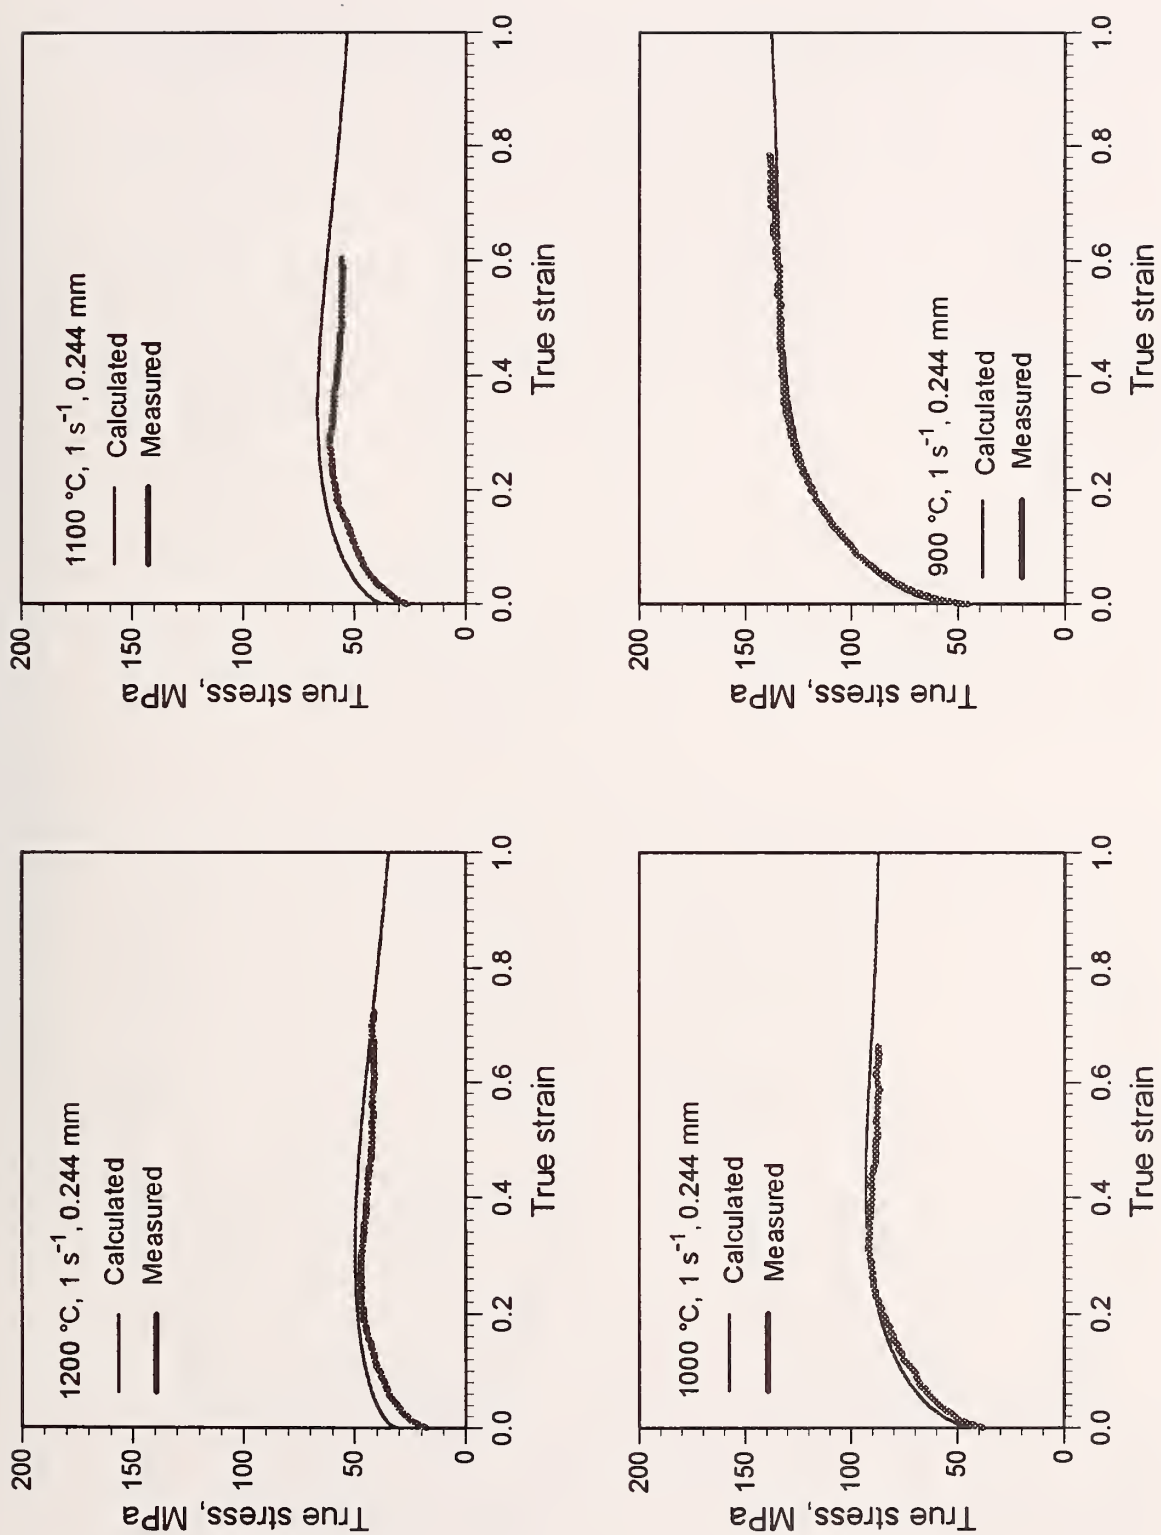 1200 °C, 1 s⁻¹, 0.244 mm
Calculated
Measured
True stress, MPa
200
150
100
50
0
0.0 0.2 0.4 0.6 0.8 1.0
True strain
1100 °C, 1 s⁻¹, 0.244 mm
Calculated
Measured
True stress, MPa
200
150
100
50
0
0.0 0.2 0.4 0.6 0.8 1.0
True strain
1000 °C, 1 s⁻¹, 0.244 mm
Calculated
Measured
True stress, MPa
200
150
100
50
0
0.0 0.2 0.4 0.6 0.8 1.0
True strain
True stress, MPa
200
150
100
50
0
900 °C, 1 s⁻¹, 0.244 mm
Calculated
Measured
0.0 0.2 0.4 0.6 0.8 1.0
True strain